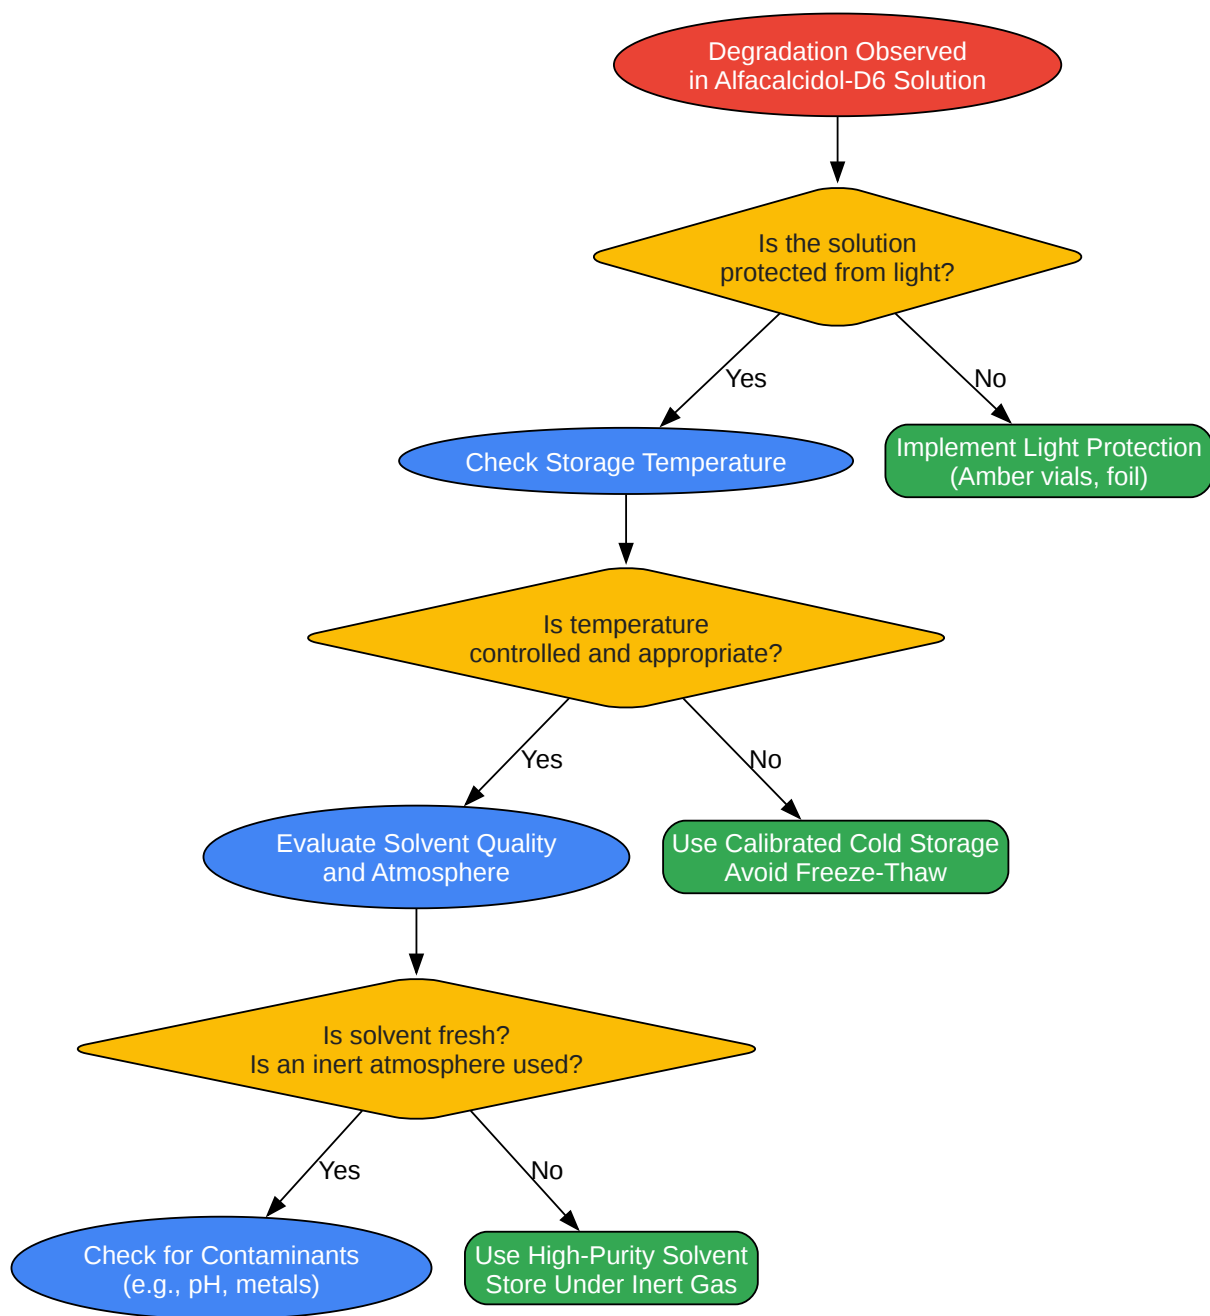 Degradation Observed
in Alfacalcidol-D6 Solution
Is the solution
protected from light?
Yes
No
Check Storage Temperature
Implement Light Protection
(Amber vials, foil)
Is temperature
controlled and appropriate?
Yes
No
Evaluate Solvent Quality
and Atmosphere
Use Calibrated Cold Storage
Avoid Freeze-Thaw
Is solvent fresh?
Is an inert atmosphere used?
Yes
No
Check for Contaminants
(e.g., pH, metals)
Use High-Purity Solvent
Store Under Inert Gas